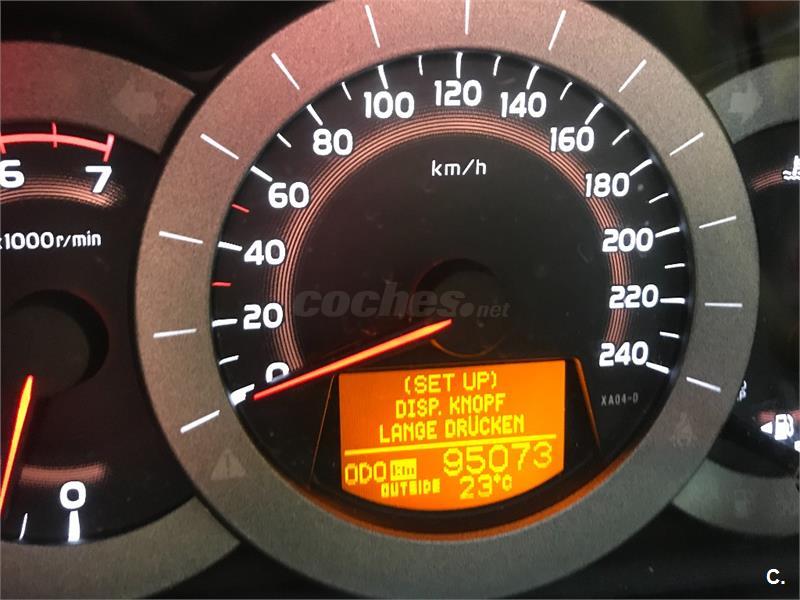 6
7
x1000r/min
0
0
20
40
60
80
100
120
140
160
180
200
220
240
km/h
coches.net
(SET UP)
DISP. KNOPF
LANGE DRÜCKEN
ODO km 95073
OUTSIDE 23°C
XA04-0
C.